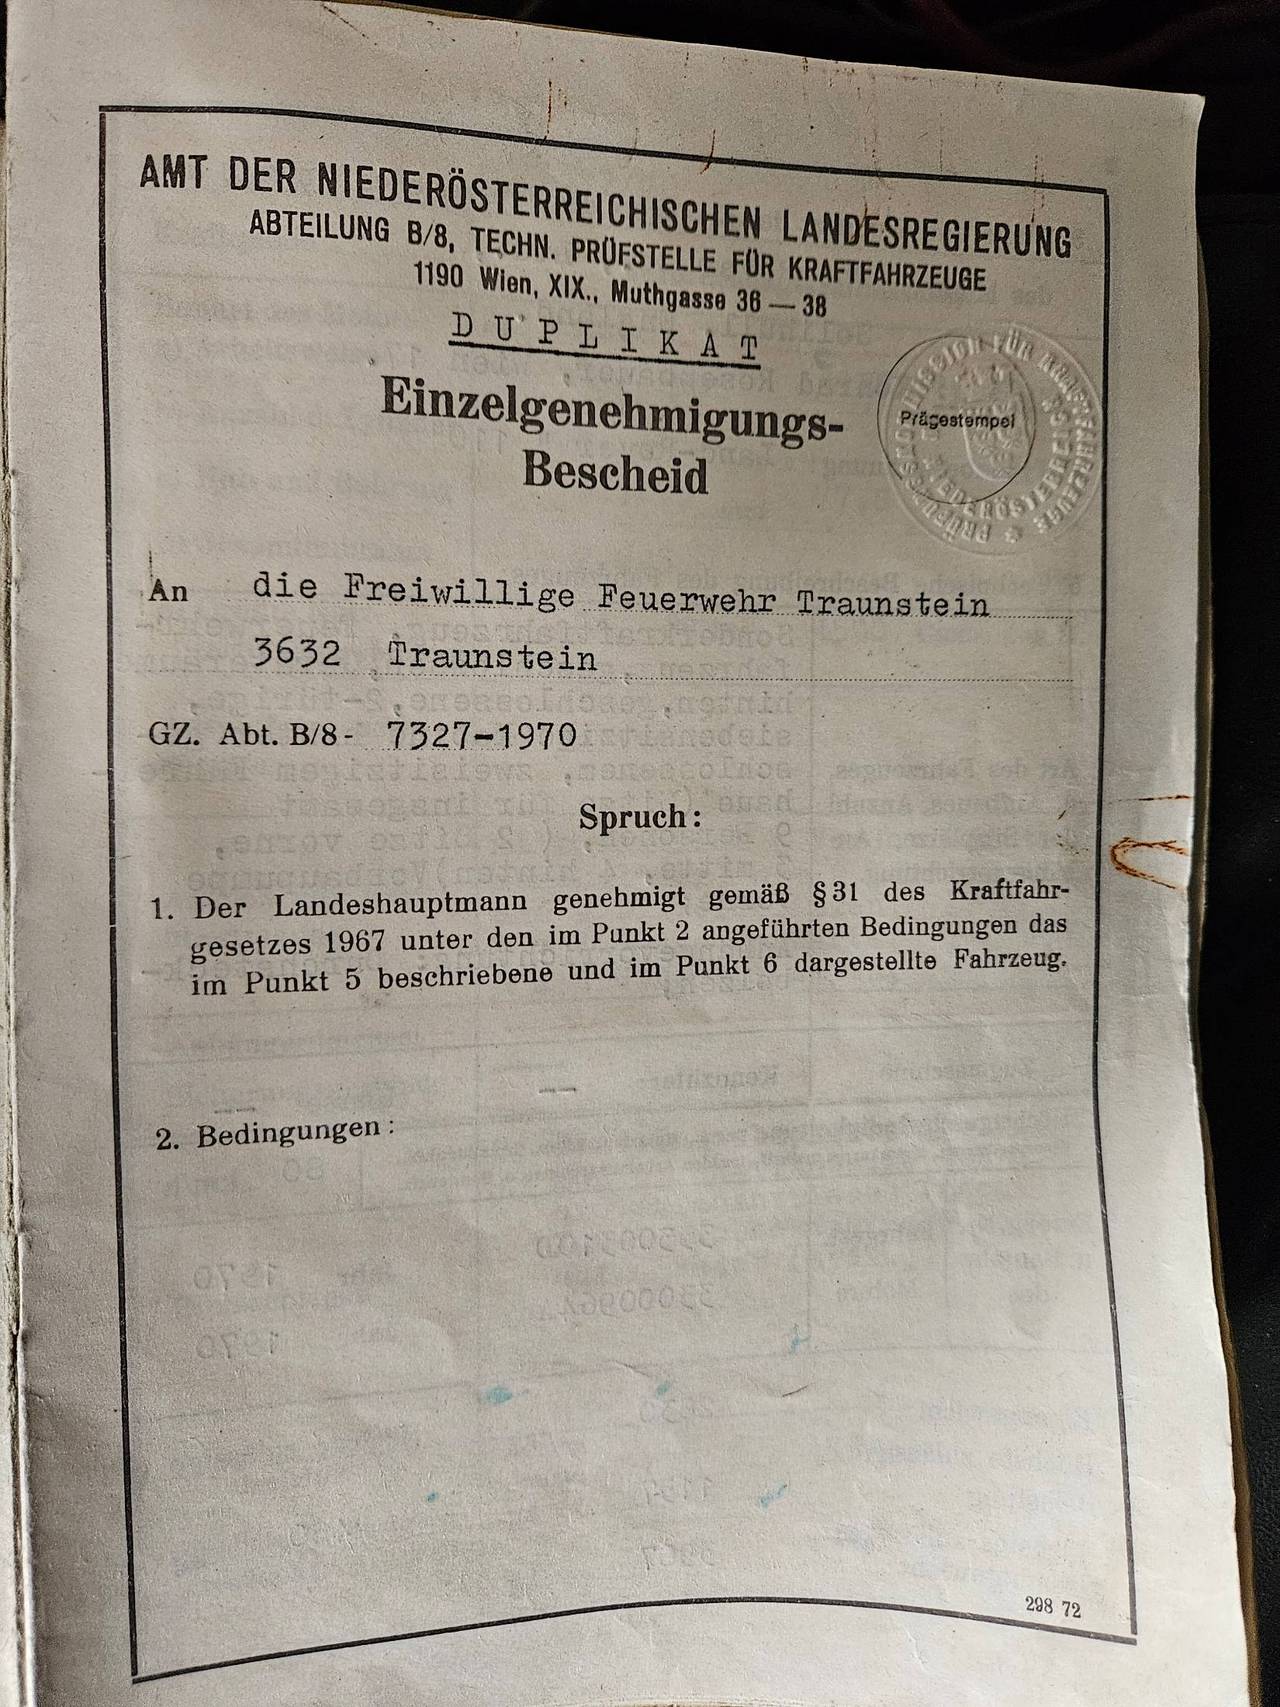 AMT DER NIEDERÖSTERREICHISCHEN LANDESREGIERUNG
ABTEILUNG B/8, TECHN. PRÜFSTELLE FÜR KRAFTFAHRZEUGE
1190 Wien, XIX., Muthgasse 36 — 38
DUPLIKAT
Einzelgenehmigungs-
Bescheid
Prägestempel
An die Freiwillige Feuerwehr Traunstein
3632 Traunstein
GZ. Abt. B/8 - 7327-1970
Spruch:
1. Der Landeshauptmann genehmigt gemäß § 31 des Kraftfahr-
gesetzes 1967 unter den im Punkt 2 angeführten Bedingungen das
im Punkt 5 beschriebene und im Punkt 6 dargestellte Fahrzeug.
2. Bedingungen:
298 72